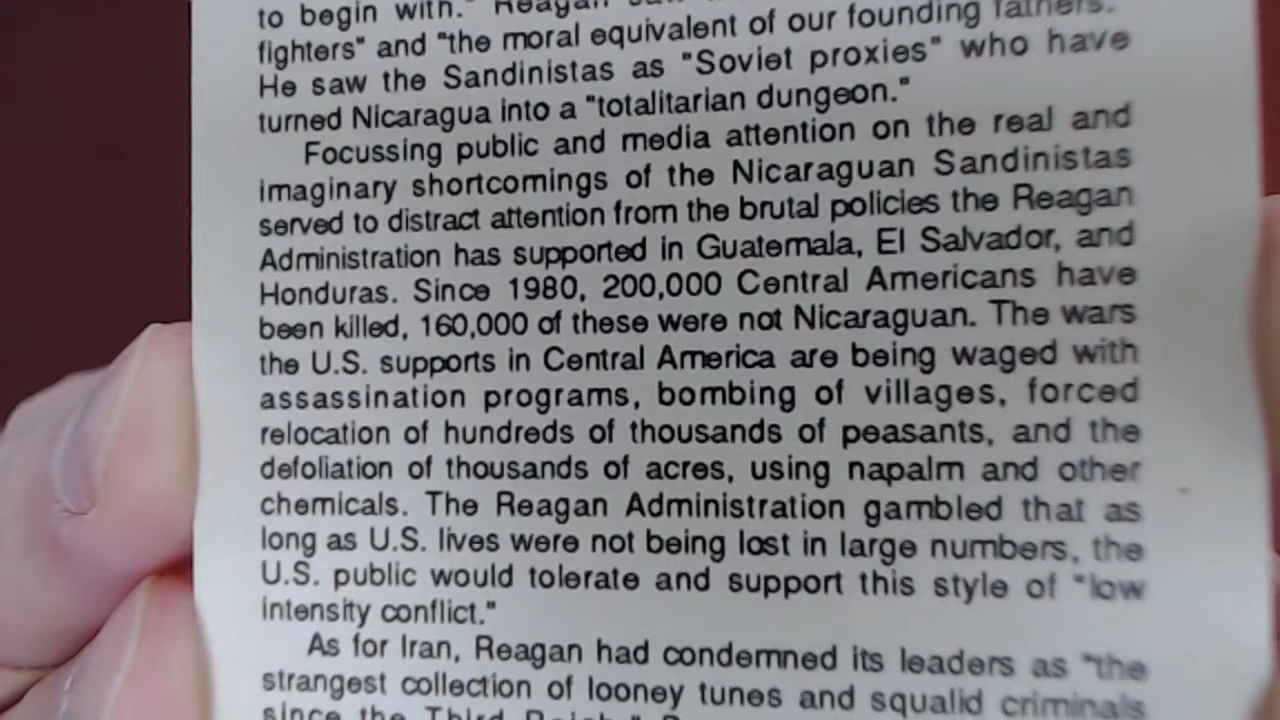 to begin with." Reagan saw
fighters" and "the moral equivalent of our founding fathers."
He saw the Sandinistas as "Soviet proxies" who have
turned Nicaragua into a "totalitarian dungeon."
Focussing public and media attention on the real and
imaginary shortcomings of the Nicaraguan Sandinistas
served to distract attention from the brutal policies the Reagan
Administration has supported in Guatemala, El Salvador, and
Honduras. Since 1980, 200,000 Central Americans have
been killed, 160,000 of these were not Nicaraguan. The wars
the U.S. supports in Central America are being waged with
assassination programs, bombing of villages, forced
relocation of hundreds of thousands of peasants, and the
defoliation of thousands of acres, using napalm and other
chemicals. The Reagan Administration gambled that as
long as U.S. lives were not being lost in large numbers, the
U.S. public would tolerate and support this style of "low
intensity conflict."
As for Iran, Reagan had condemned its leaders as "the
strangest collection of looney tunes and squalid criminals
since the Third Reich."